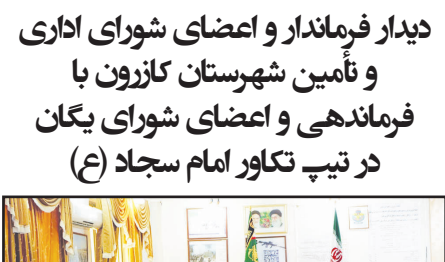 دیدار فرماندار و اعضای شورای اداری
و تأمین شهرستان کازرون با
فرماندهی و اعضای شورای یگان
در تیپ تکاور امام سجاد (ع)